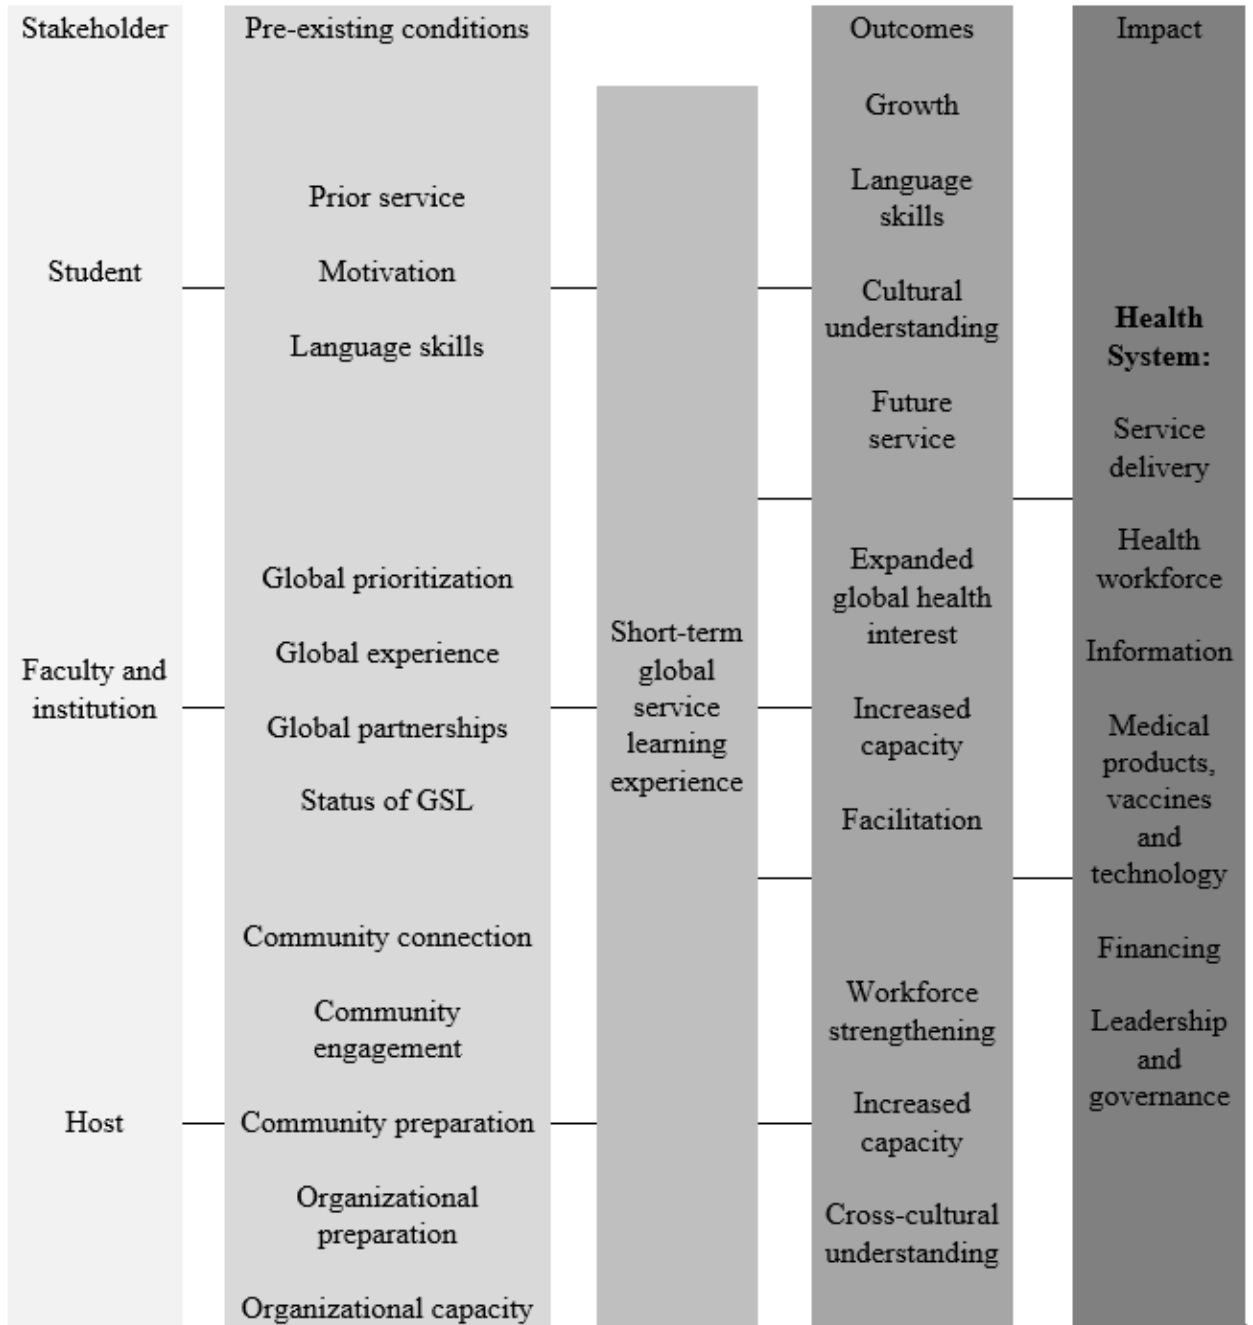 Stakeholder
Pre-existing conditions
Outcomes
Impact
Student
Prior service
Motivation
Language skills
Faculty and
institution
Global prioritization
Global experience
Global partnerships
Status of GSL
Host
Community connection
Community
engagement
Community preparation
Organizational
preparation
Organizational capacity
Short-term
global
service
learning
experience
Growth
Language
skills
Cultural
understanding
Future
service
Expanded
global health
interest
Increased
capacity
Facilitation
Workforce
strengthening
Increased
capacity
Cross-cultural
understanding
Health
System:
Service
delivery
Health
workforce
Information
Medical
products,
vaccines
and
technology
Financing
Leadership
and
governance